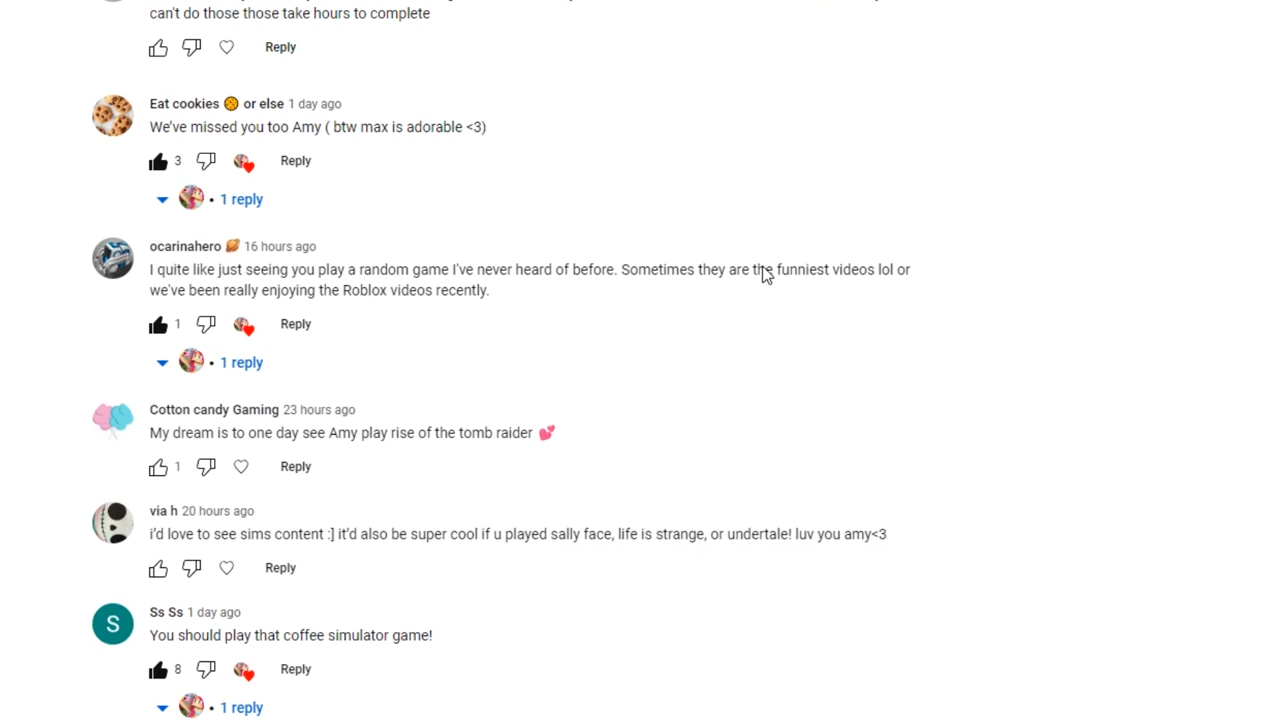 can't do those those take hours to complete
Reply
Eat cookies 🍪 or else 1 day ago
We've missed you too Amy ( btw max is adorable <3)
3 Reply
• 1 reply
ocarinahero 🪐 16 hours ago
I quite like just seeing you play a random game I've never heard of before. Sometimes they are the funniest videos lol or
we've been really enjoying the Roblox videos recently.
1 Reply
• 1 reply
Cotton candy Gaming 23 hours ago
My dream is to one day see Amy play rise of the tomb raider 💕
1 Reply
via h 20 hours ago
i'd love to see sims content :] it'd also be super cool if u played sally face, life is strange, or undertale! luv you amy<3
Reply
S
Ss Ss 1 day ago
You should play that coffee simulator game!
8 Reply
• 1 reply